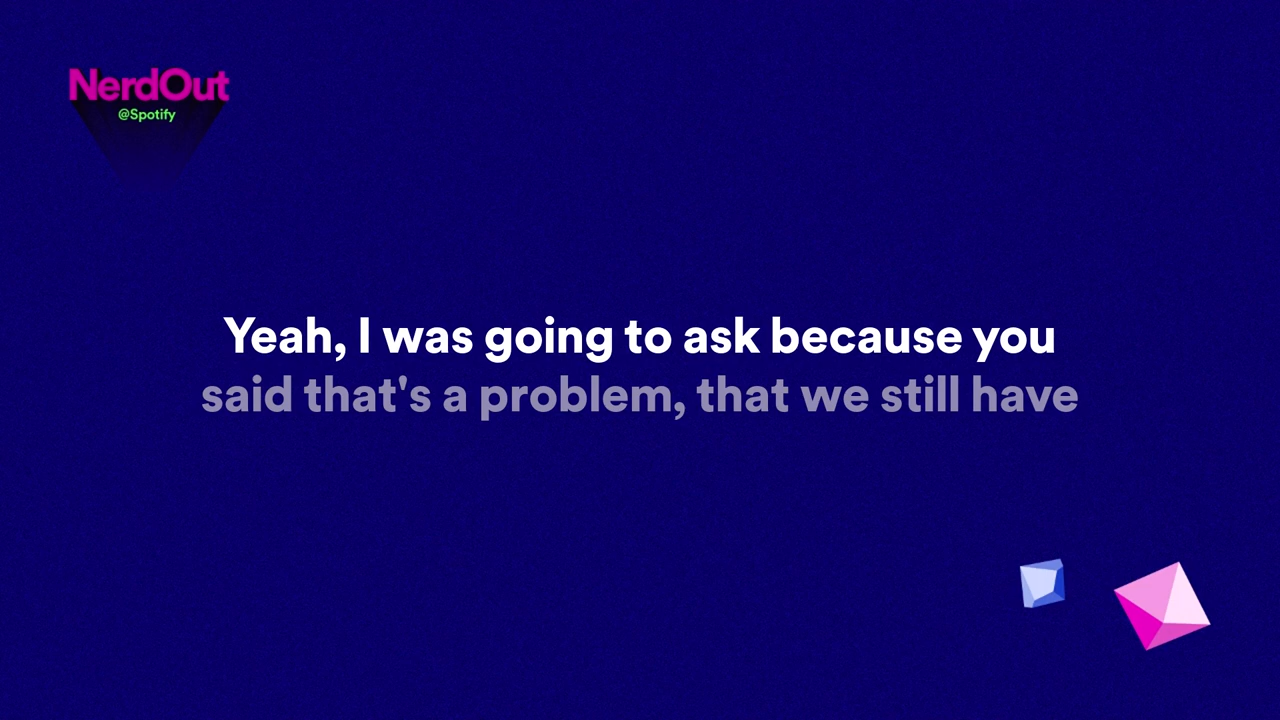 NerdOut
@Spotify
Yeah, I was going to ask because you
said that's a problem, that we still have